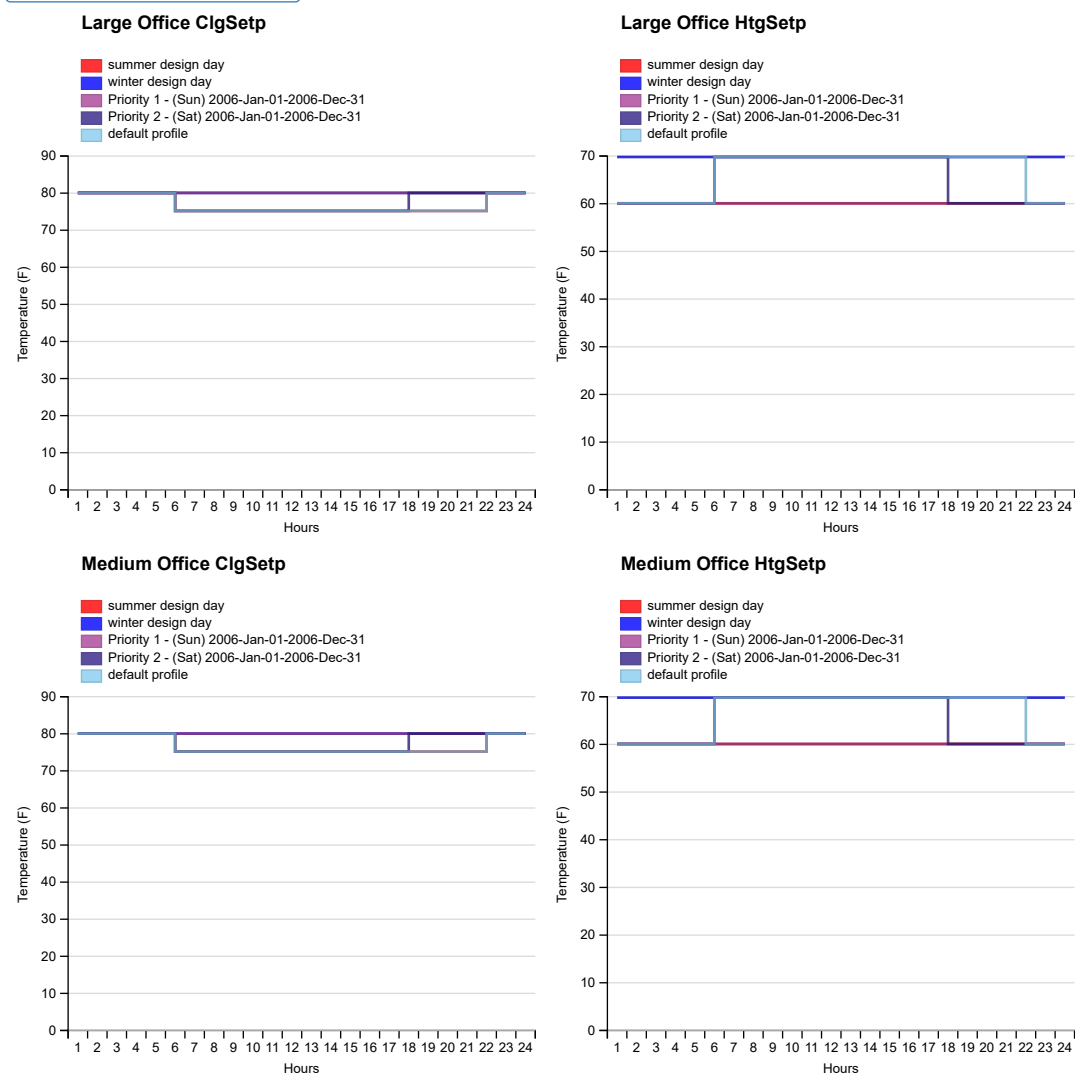 Large Office ClgSetp
summer design day
winter design day
Priority 1 - (Sun) 2006-Jan-01-2006-Dec-31
Priority 2 - (Sat) 2006-Jan-01-2006-Dec-31
default profile
90
80
70
60
50
40
30
20
10
0
Temperature (F)
1 2 3 4 5 6 7 8 9 10 11 12 13 14 15 16 17 18 19 20 21 22 23 24
Hours
Large Office HtgSetp
summer design day
winter design day
Priority 1 - (Sun) 2006-Jan-01-2006-Dec-31
Priority 2 - (Sat) 2006-Jan-01-2006-Dec-31
default profile
70
60
50
40
30
20
10
0
Temperature (F)
1 2 3 4 5 6 7 8 9 10 11 12 13 14 15 16 17 18 19 20 21 22 23 24
Hours
Medium Office ClgSetp
summer design day
winter design day
Priority 1 - (Sun) 2006-Jan-01-2006-Dec-31
Priority 2 - (Sat) 2006-Jan-01-2006-Dec-31
default profile
90
80
70
60
50
40
30
20
10
0
Temperature (F)
1 2 3 4 5 6 7 8 9 10 11 12 13 14 15 16 17 18 19 20 21 22 23 24
Hours
Medium Office HtgSetp
summer design day
winter design day
Priority 1 - (Sun) 2006-Jan-01-2006-Dec-31
Priority 2 - (Sat) 2006-Jan-01-2006-Dec-31
default profile
70
60
50
40
30
20
10
0
Temperature (F)
1 2 3 4 5 6 7 8 9 10 11 12 13 14 15 16 17 18 19 20 21 22 23 24
Hours